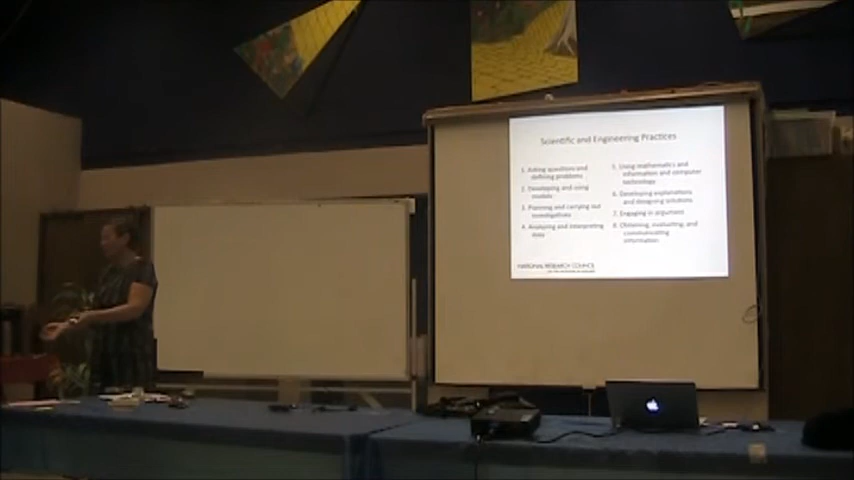 Scientific and Engineering Practices
1. Asking questions and
defining problems
2. Developing and using
models
3. Planning and carrying out
investigations
4. Analyzing and interpreting
data
5. Using mathematics and
information and computer
technology
6. Developing explanations
and designing solutions
7. Engaging in argument
8. Obtaining, evaluating, and
communicating
information
NATIONAL RESEARCH COUNCIL